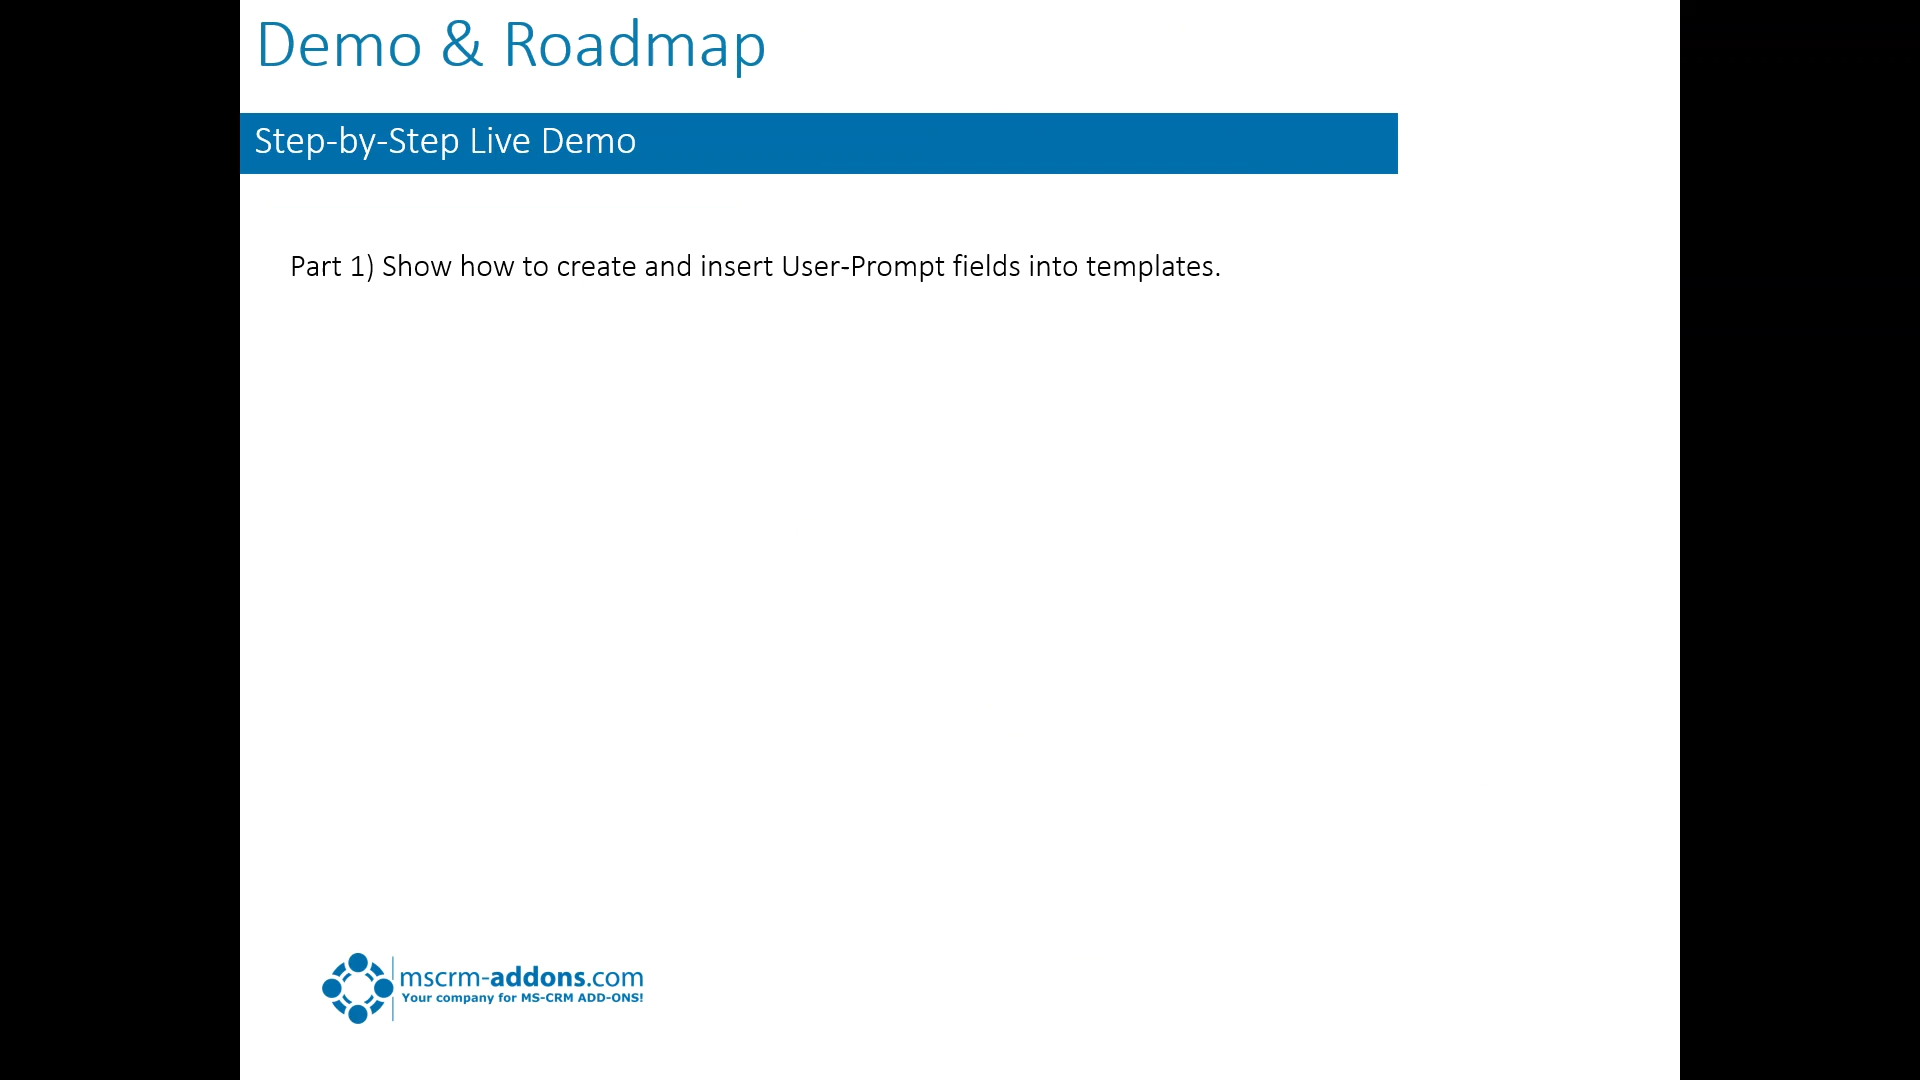 Demo & Roadmap
Step-by-Step Live Demo
Part 1) Show how to create and insert User-Prompt fields into templates.
mscrm-addons.com
Your company for MS-CRM ADD-ONS!